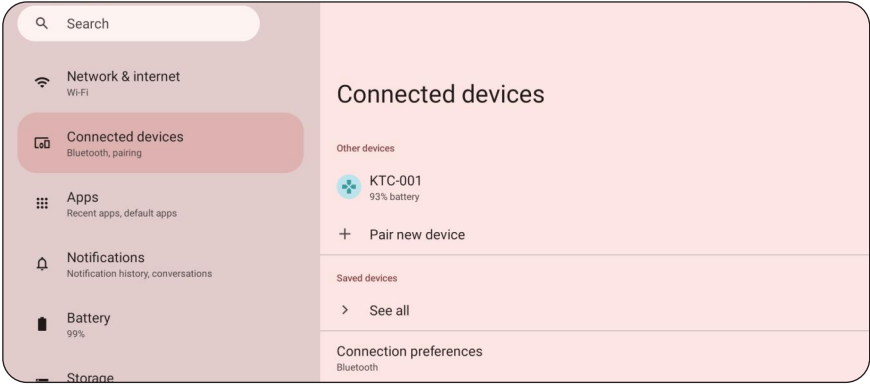 Search
Network & internet
Wi-Fi
Connected devices
Bluetooth, pairing
Apps
Recent apps, default apps
Notifications
Notification history, conversations
Battery
99%
Storage
Connected devices
Other devices
KTC-001
93% battery
Pair new device
Saved devices
See all
Connection preferences
Bluetooth